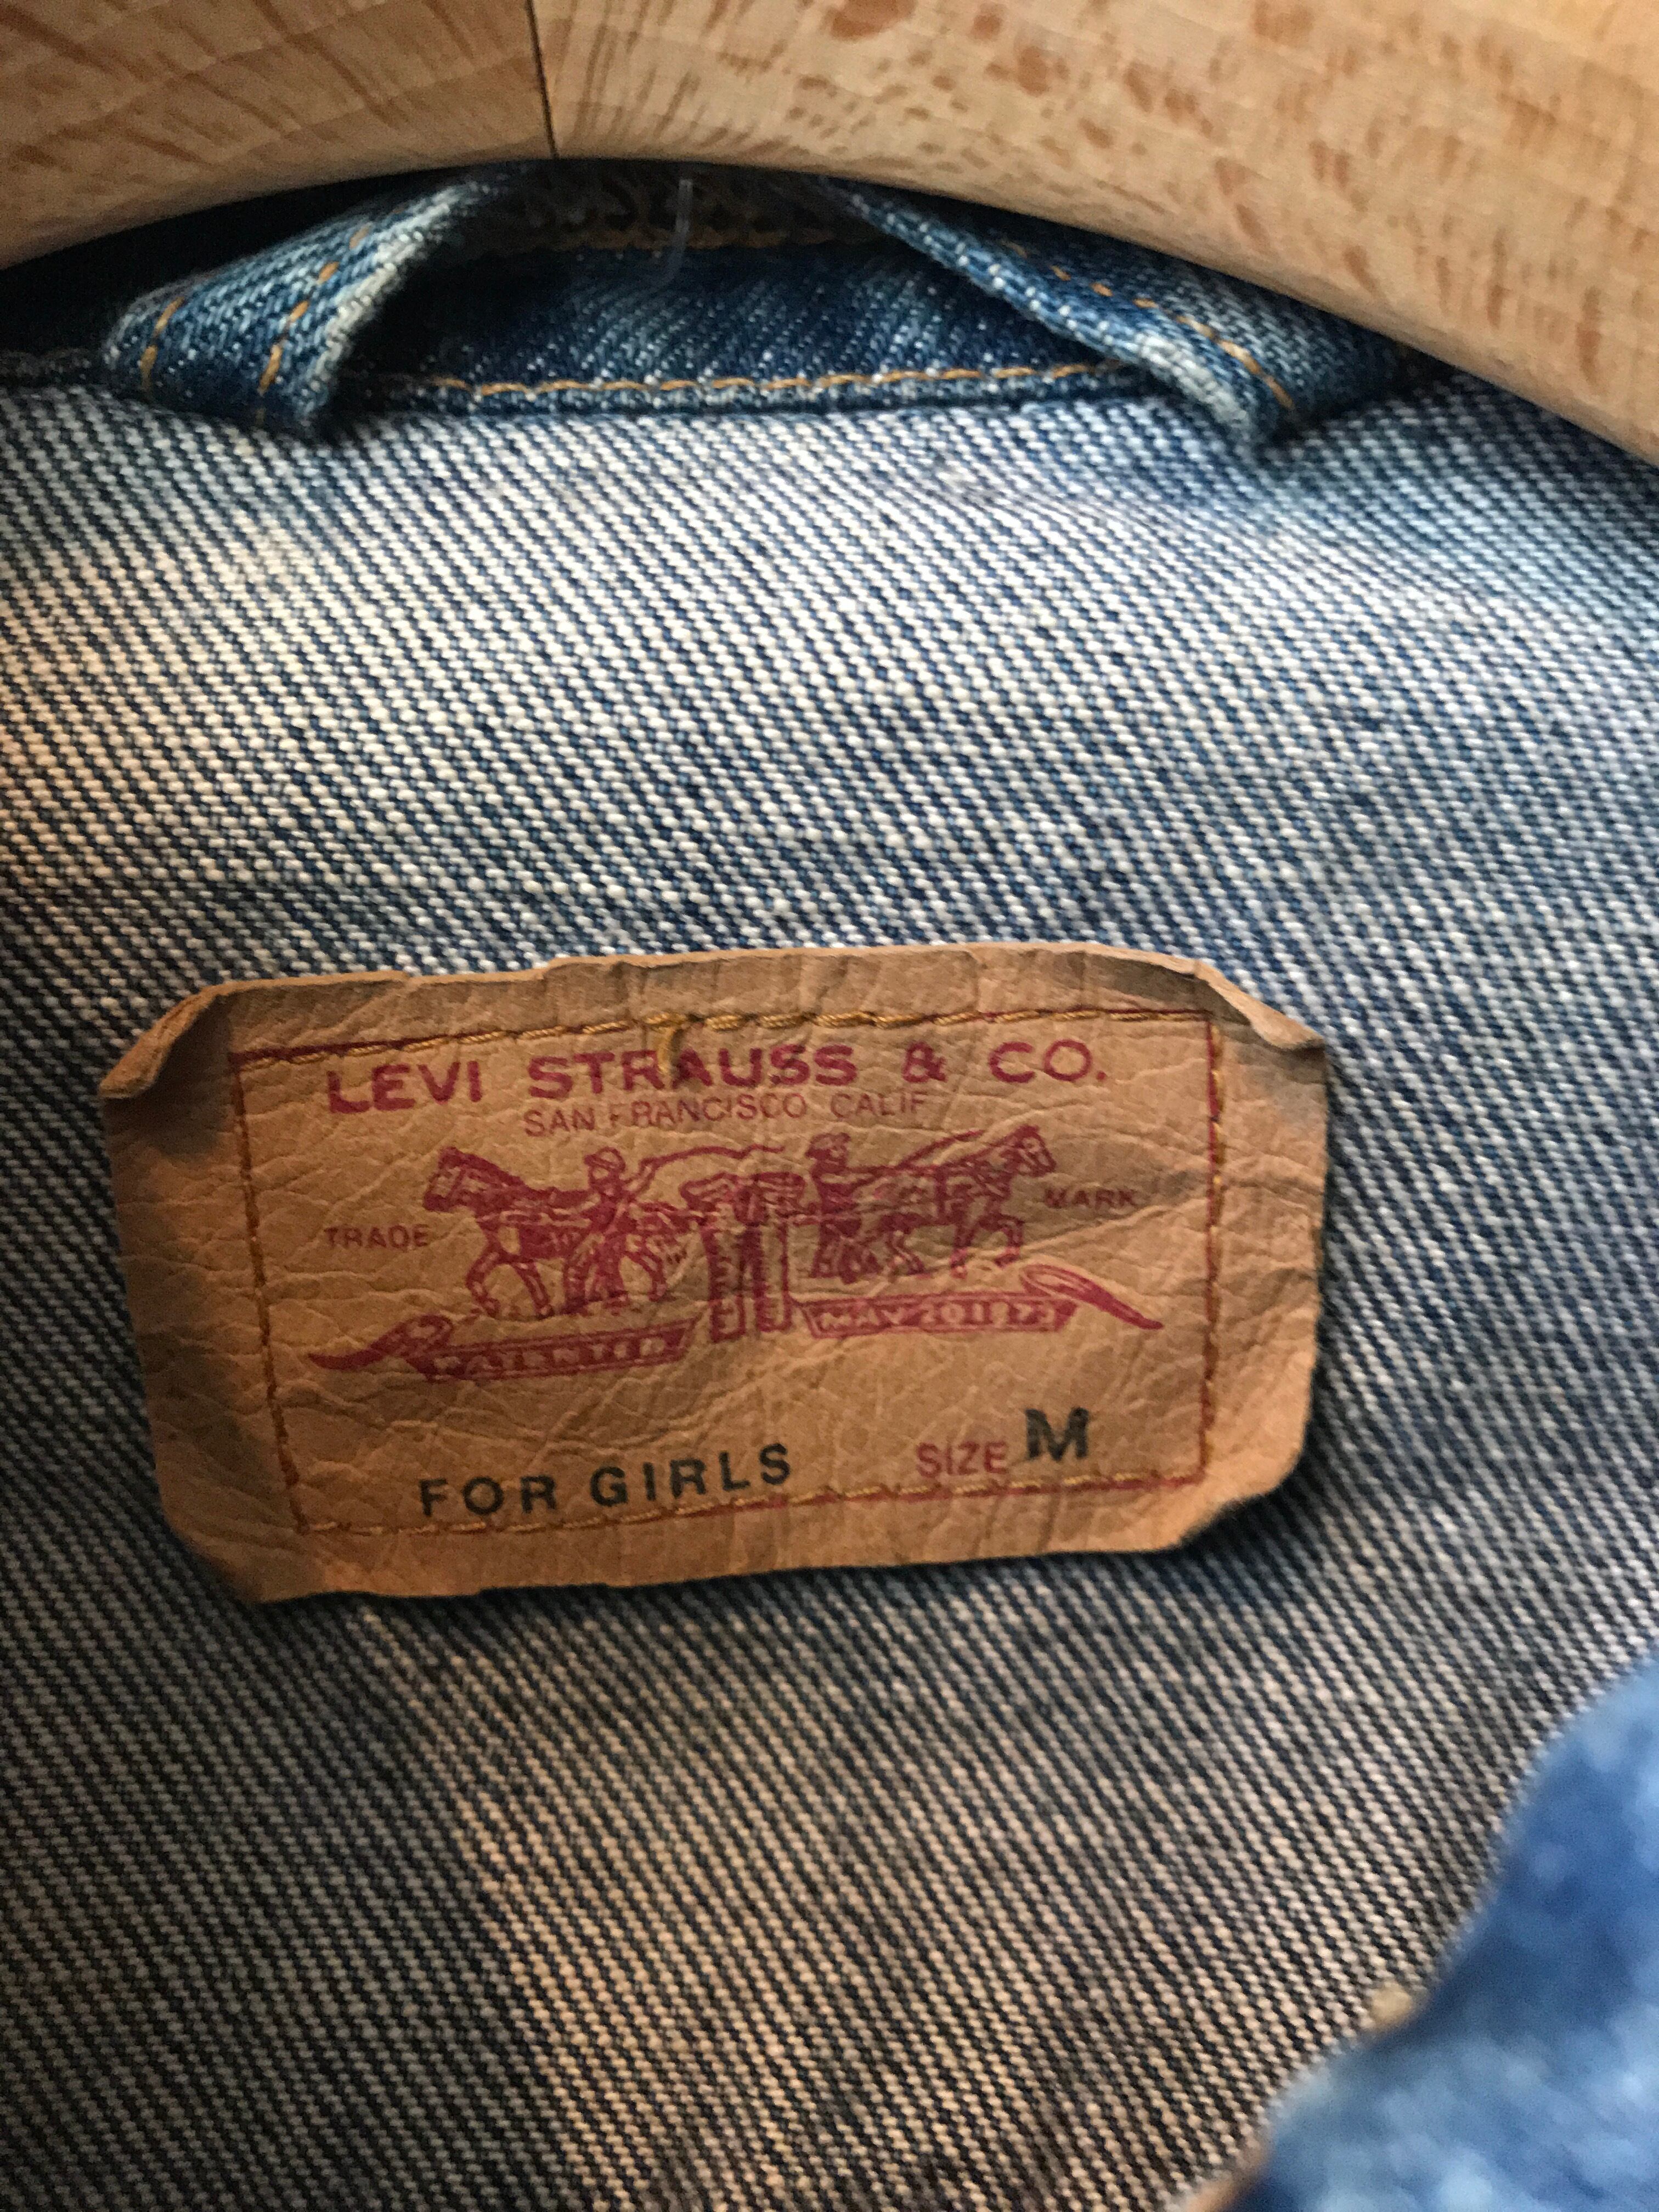 LEVI STRAUSS & CO.
SAN FRANCISCO CALIF
TRADE MARK
FOR GIRLS SIZE M